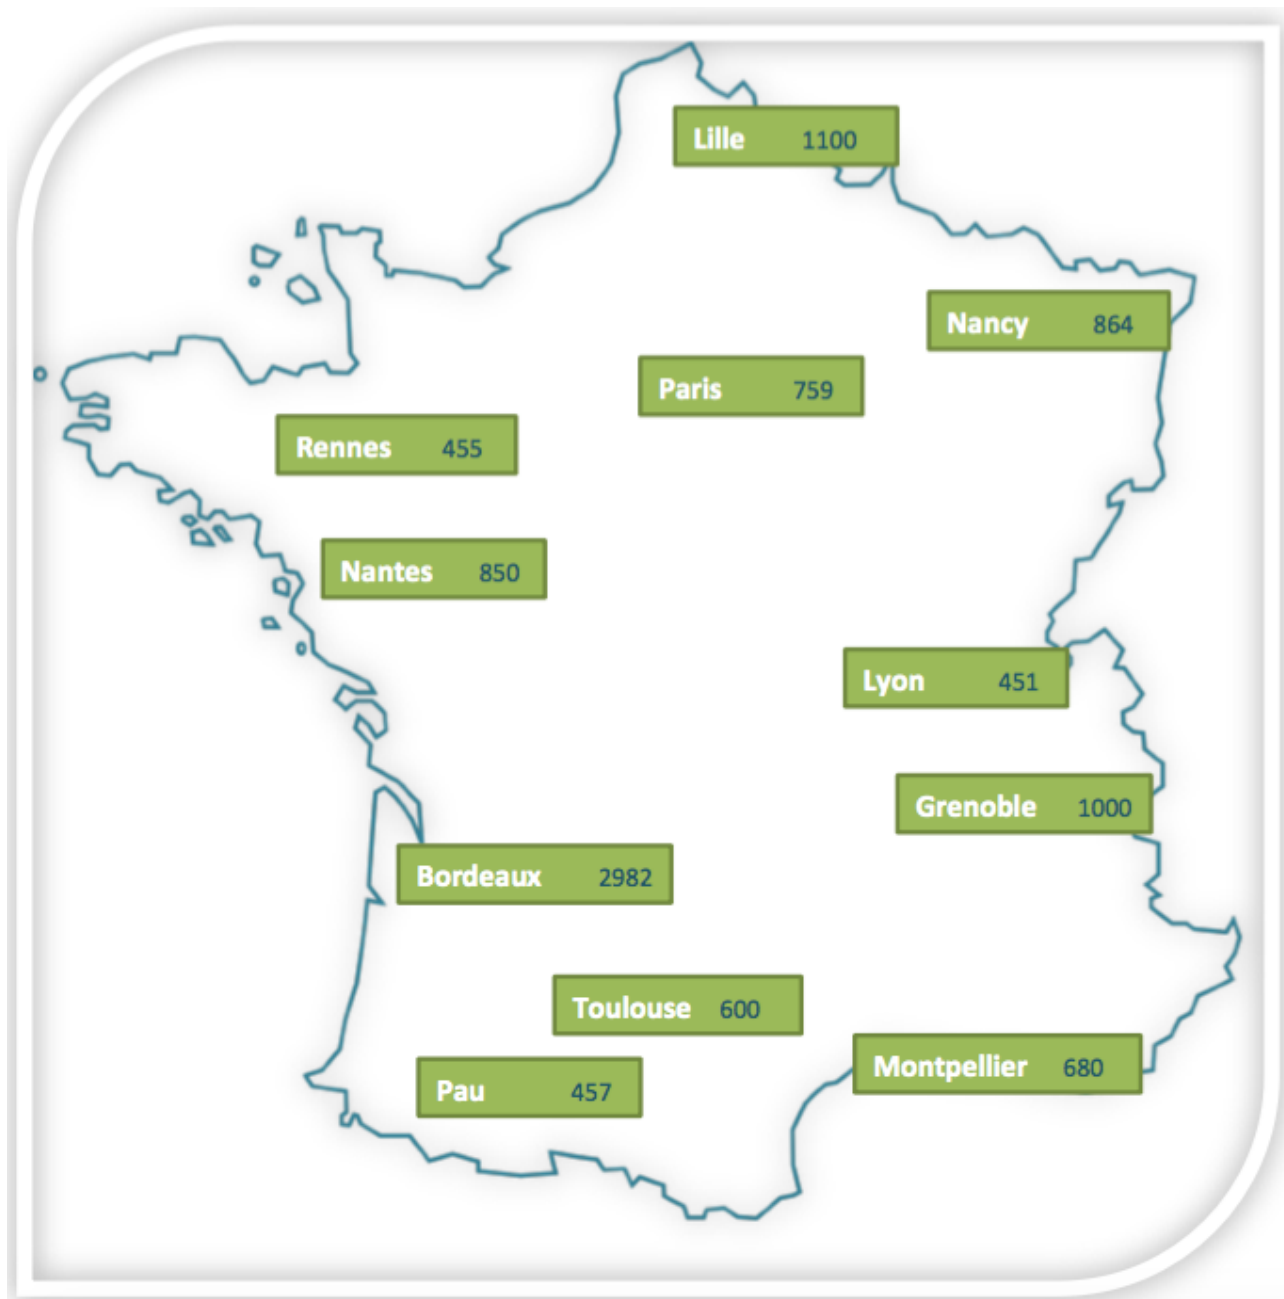 Lille 1100
Nancy 864
Paris 759
Rennes 455
Nantes 850
Lyon 451
Grenoble 1000
Bordeaux 2982
Toulouse 600
Montpellier 680
Pau 457